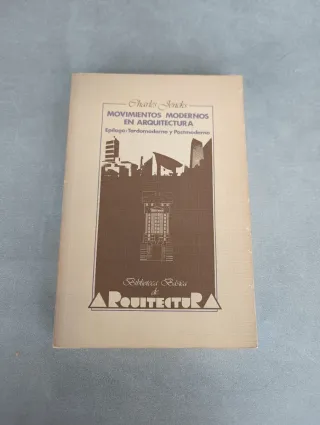 Charles Jencks
MOVIMIENTOS MODERNOS
EN ARQUITECTURA
Epílogo: Tardomoderno y Postmoderno
Biblioteca Básica
de
ARQUITECTURA